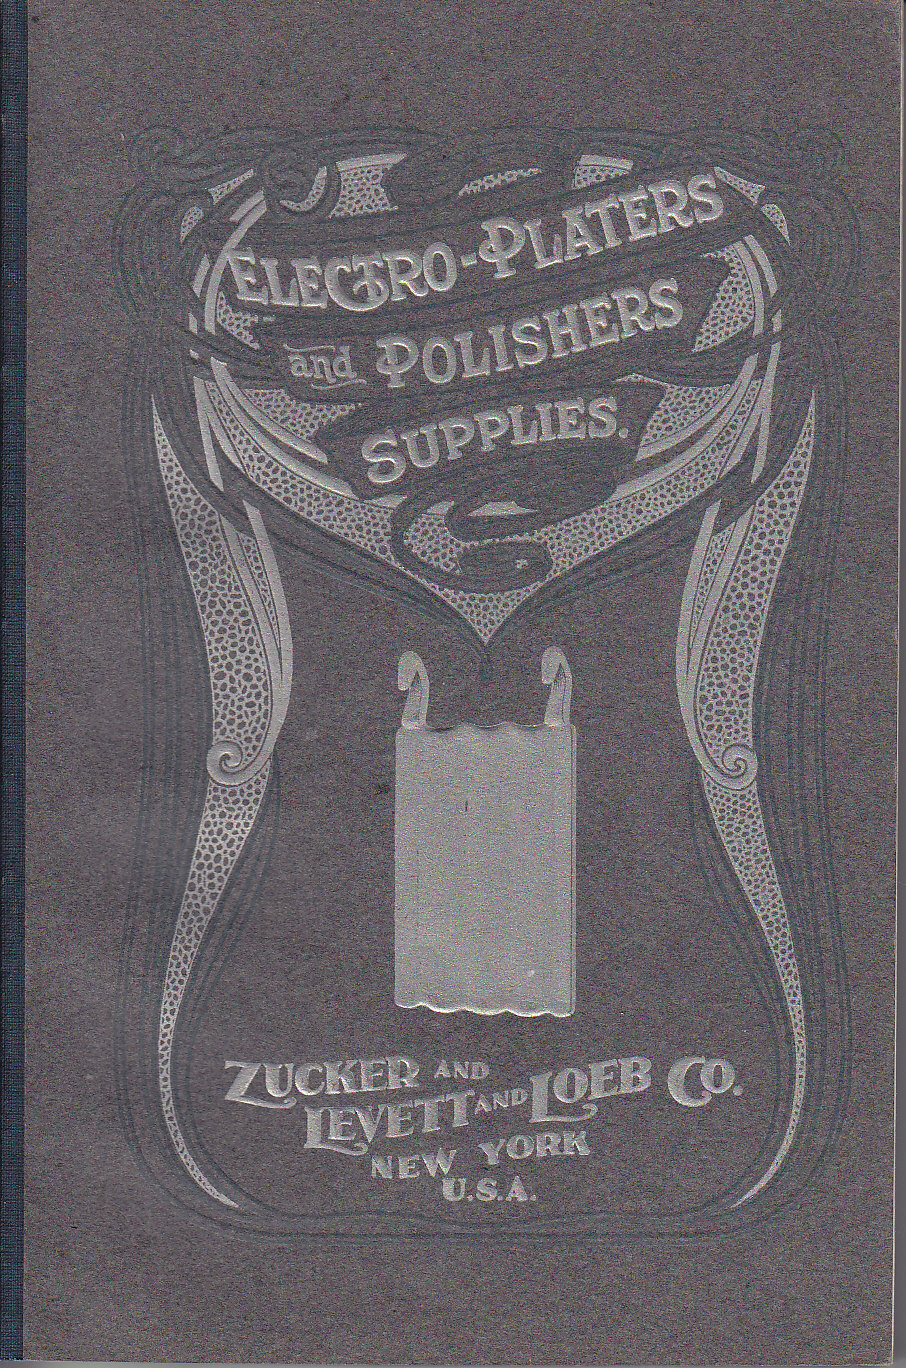 ELECTRO-PLATERS
and POLISHERS
SUPPLIES.
ZUCKER AND
LEVETT AND LOEB CO.
NEW YORK
U.S.A.